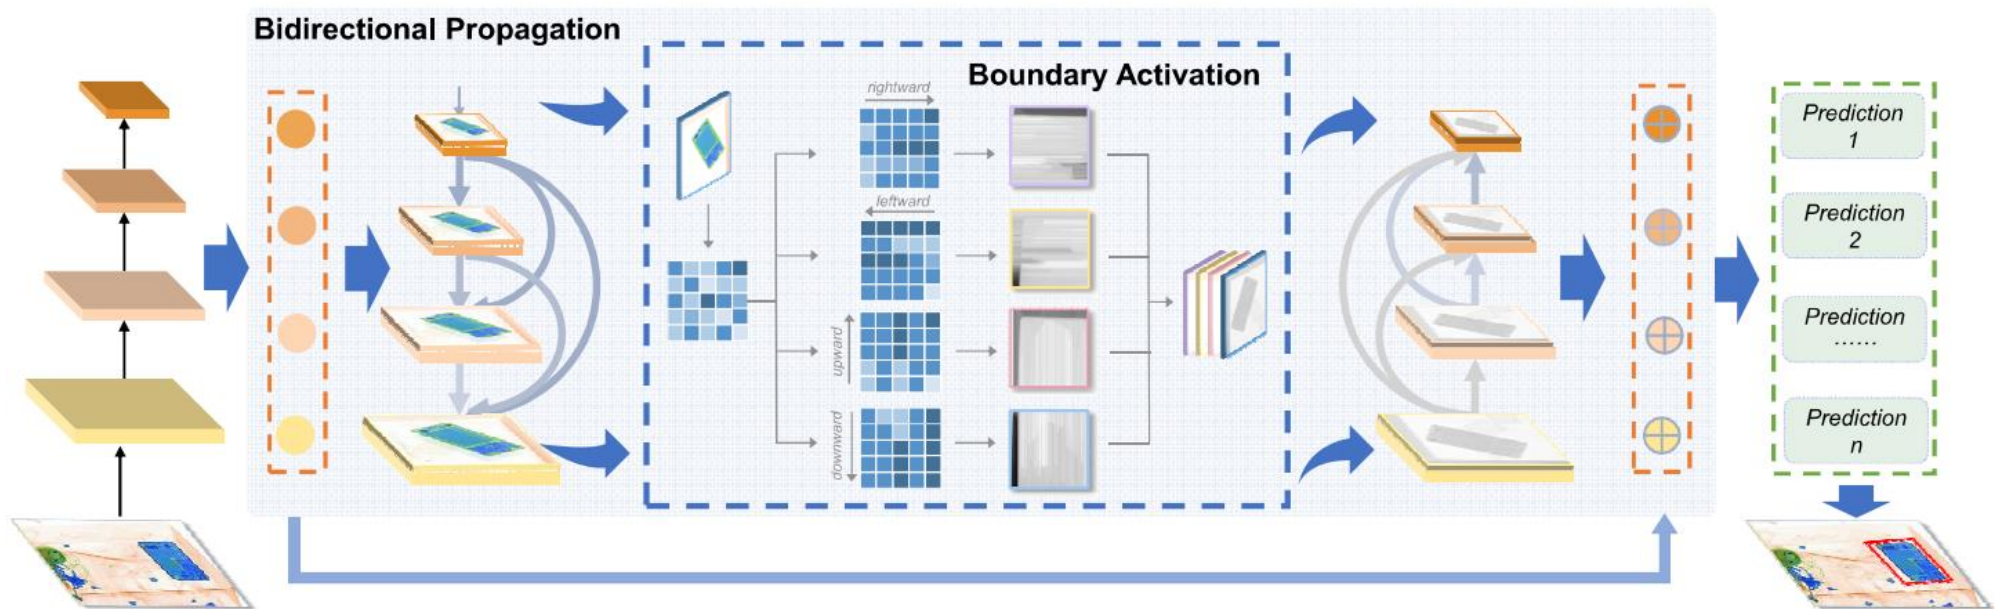 Bidirectional Propagation
Boundary Activation
rightward
leftward
upward
downward
Prediction
1
Prediction
2
Prediction
......
Prediction
n